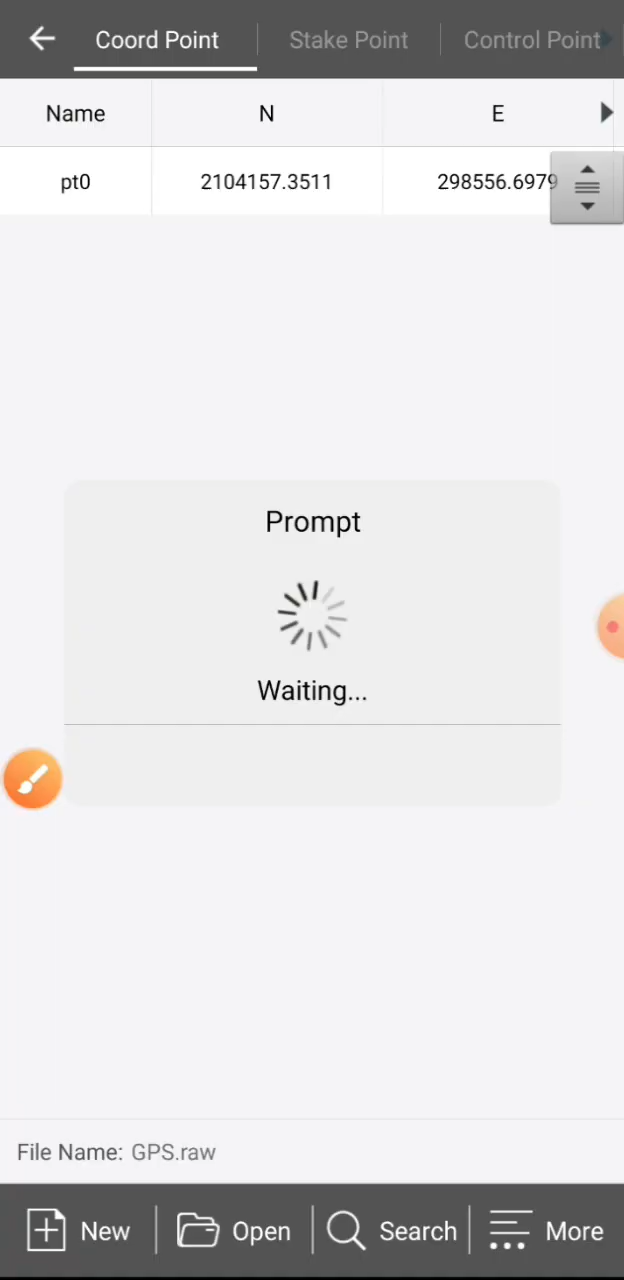 Coord Point Stake Point Control Point
Name N E
pt0 2104157.3511 298556.6979
Prompt
Waiting...
File Name: GPS.raw
New Open Search More